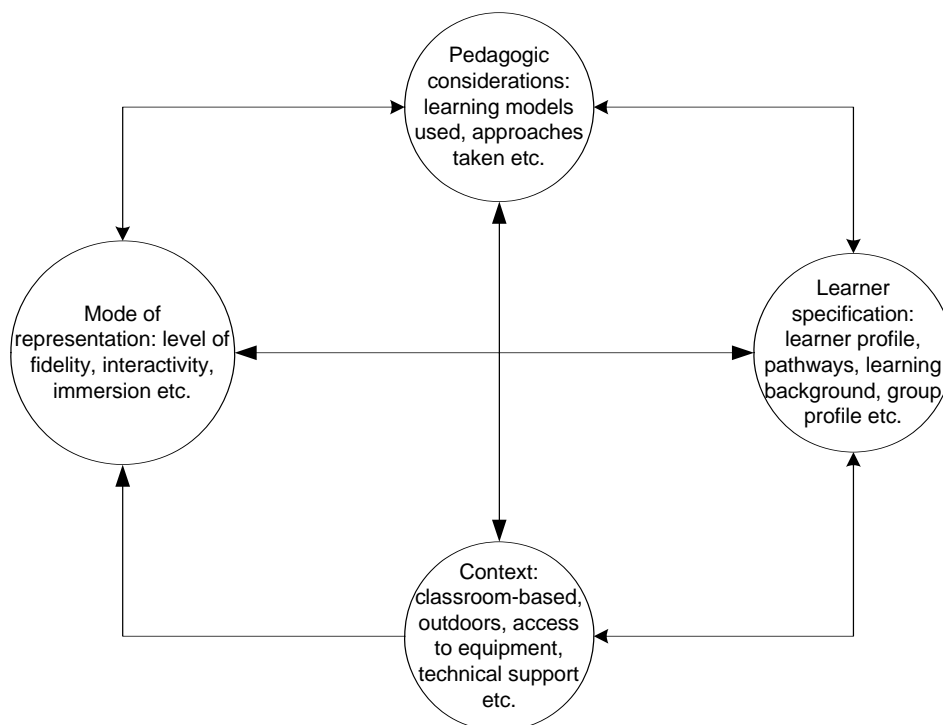 Pedagogic
considerations:
learning models
used, approaches
taken etc.
Mode of
representation: level of
fidelity, interactivity,
immersion etc.
Learner
specification:
learner profile,
pathways, learning
background, group
profile etc.
Context:
classroom-based,
outdoors, access
to equipment,
technical support
etc.